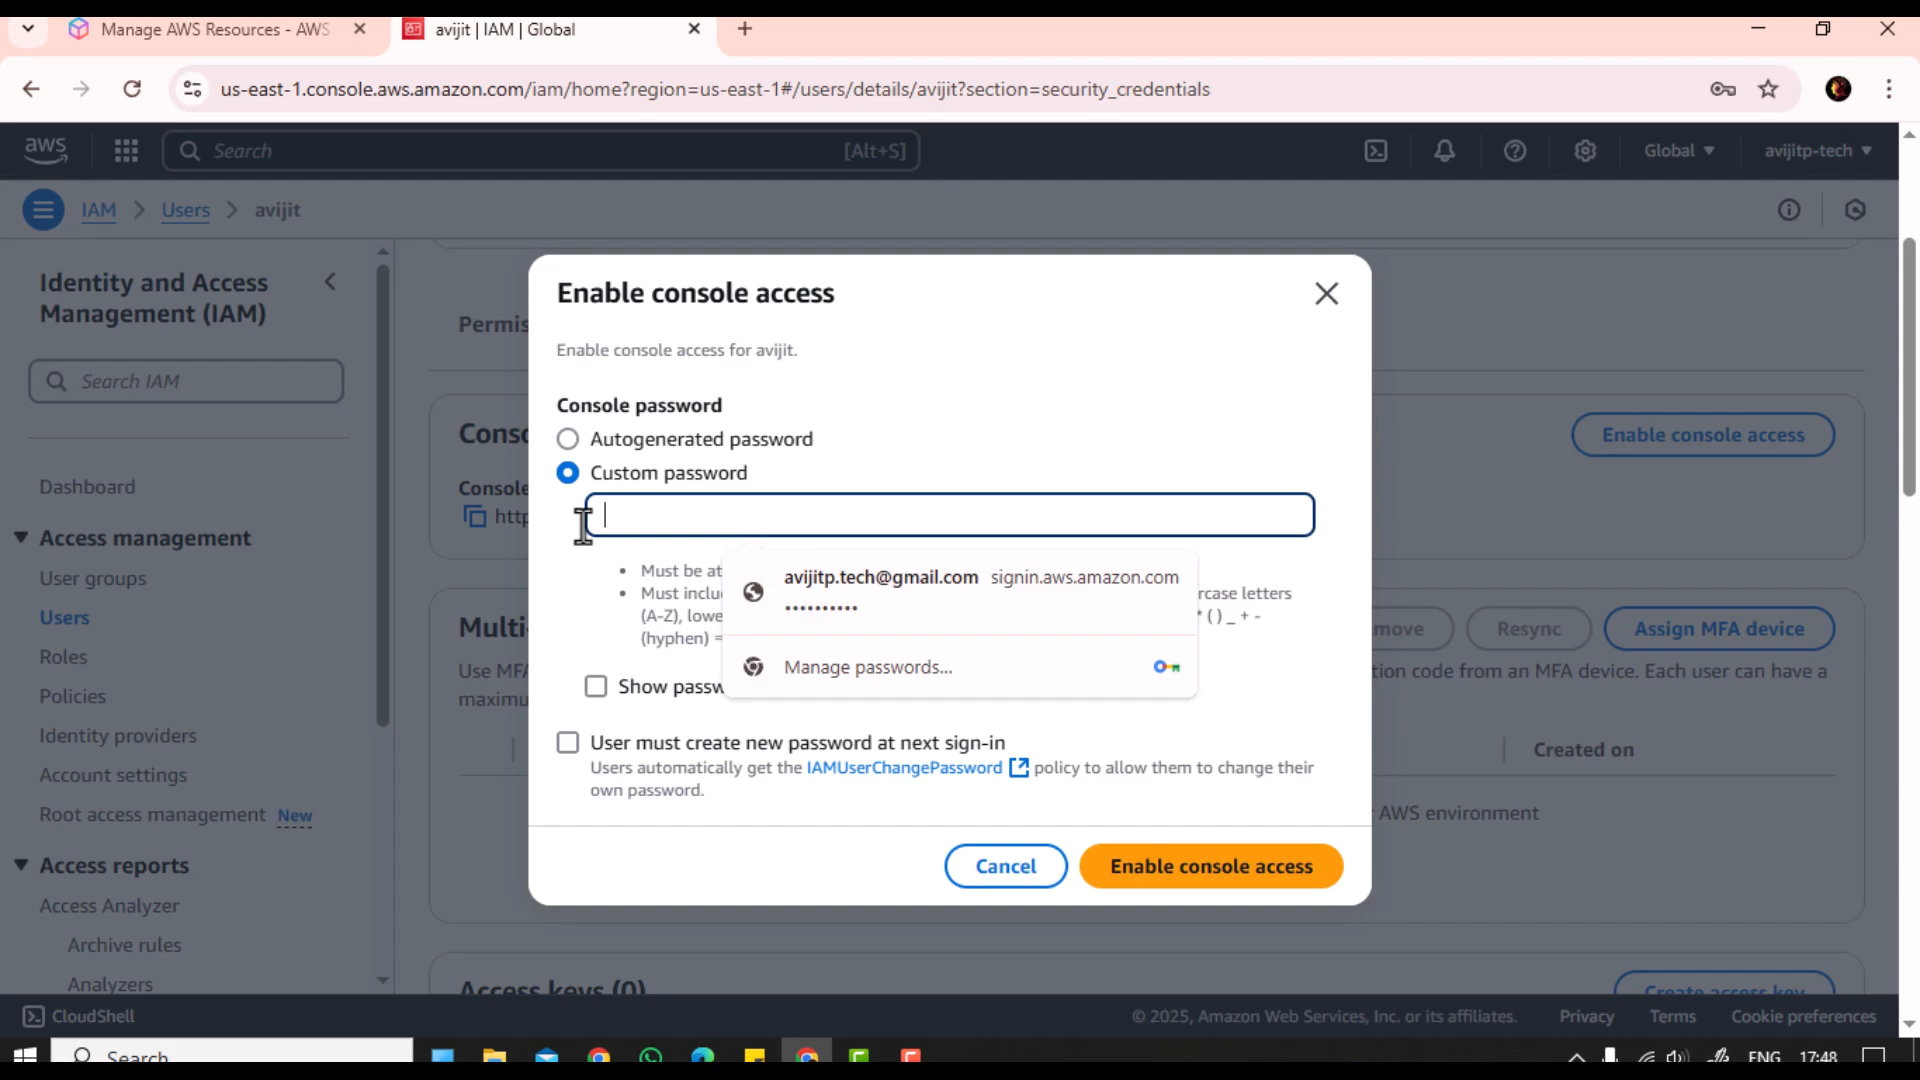 Manage AWS Resources - AWS
avijit | IAM | Global
us-east-1.console.aws.amazon.com/iam/home?region=us-east-1#/users/details/avijit?section=security_credentials
aws
Search
[Alt+S]
Global
avijitp-tech
IAM
Users
avijit
Identity and Access
Management (IAM)
Search IAM
Dashboard
Access management
User groups
Users
Roles
Policies
Identity providers
Account settings
Root access management New
Access reports
Access Analyzer
Archive rules
Analyzers
Enable console access
Assign MFA device
Resync
tion code from an MFA device. Each user can have a
Use MFA
Created on
AWS environment
Access keys (0)
Create access key
Enable console access
Enable console access for avijit.
Console password
Autogenerated password
Custom password
Must be at
avijitp.tech@gmail.com signin.aws.amazon.com
••••••••••
Must inclu
rcase letters
(A-Z), lowe
* ( ) _ + -
(hyphen) =
Manage passwords...
Show passw
User must create new password at next sign-in
Users automatically get the IAMUserChangePassword policy to allow them to change their
own password.
Cancel
Enable console access
CloudShell
© 2025, Amazon Web Services, Inc. or its affiliates.
Privacy
Terms
Cookie preferences
Search
ENG
17:48